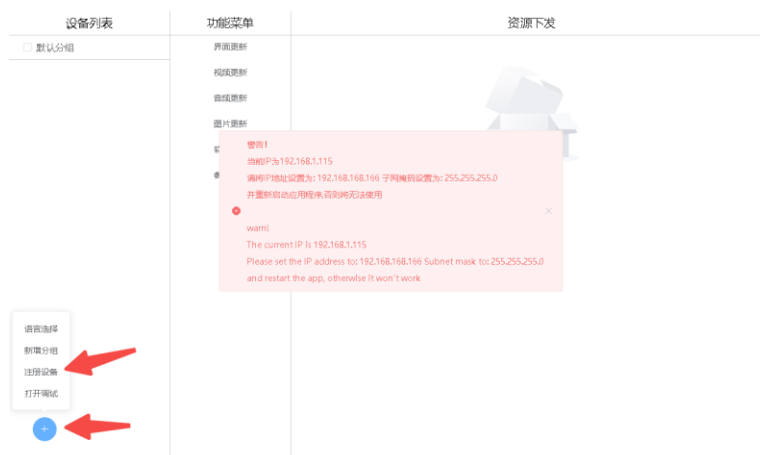 设备列表
功能菜单
资源下发
默认分组
界面更新
视频更新
音频更新
图片更新
警告!
当前IP为192.168.1.115
请将IP地址设置为: 192.168.168.166 子网掩码设置为: 255.255.255.0
并重新启动应用程序,否则将无法使用
warn!
The current IP is 192.168.1.115
Please set the IP address to: 192.168.168.166 Subnet mask to: 255.255.255.0
and restart the app, otherwise it won't work
语言选择
新增分组
注册设备
打开调试